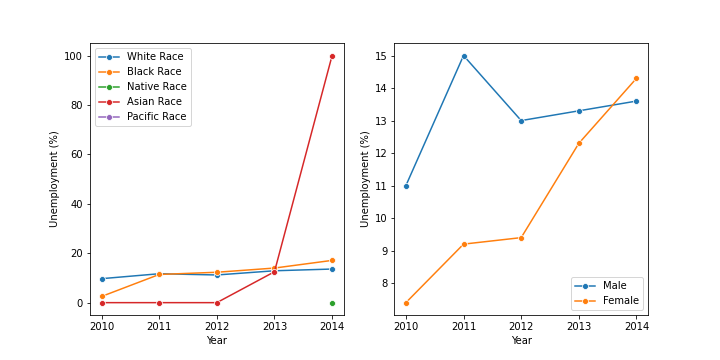 100
80
60
40
20
0
Unemployment (%)
White Race
Black Race
Native Race
Asian Race
Pacific Race
2010 2011 2012 2013 2014
Year
15
14
13
12
11
10
9
8
Unemployment (%)
Male
Female
2010 2011 2012 2013 2014
Year